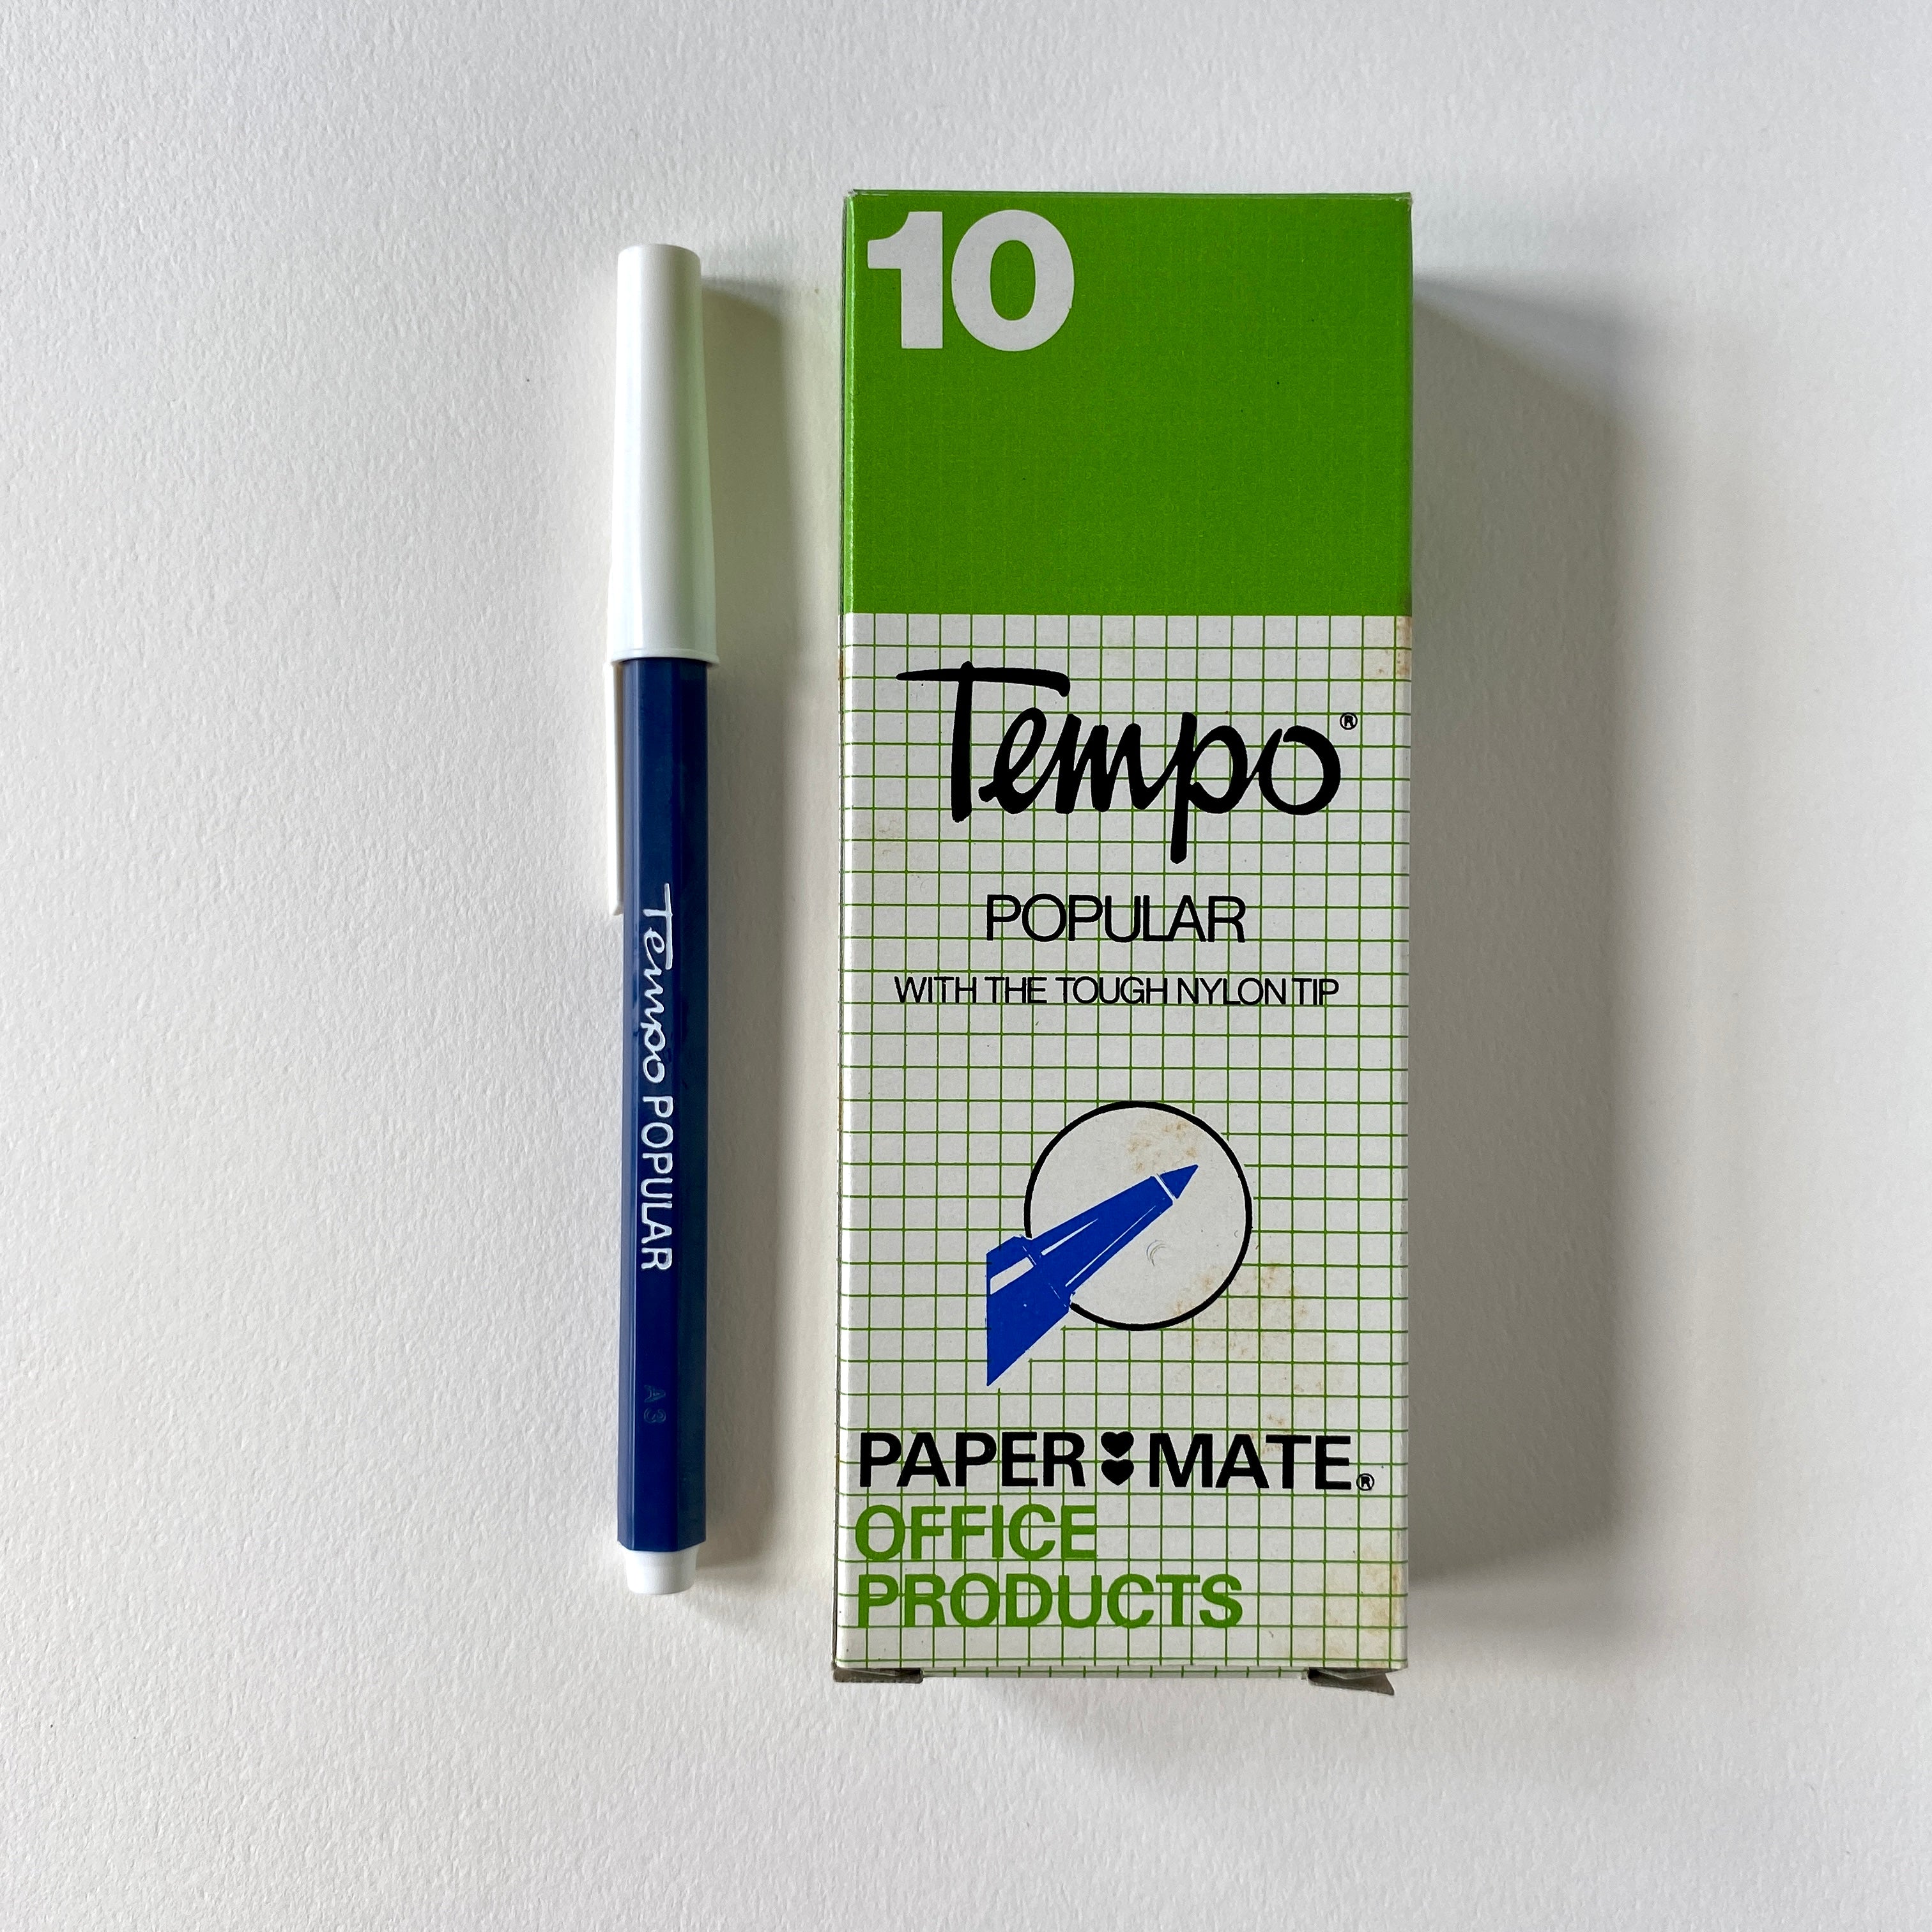 Tempo POPULAR
A3
10
Tempo®
POPULAR
WITH THE TOUGH NYLON TIP
PAPER MATE®
OFFICE
PRODUCTS